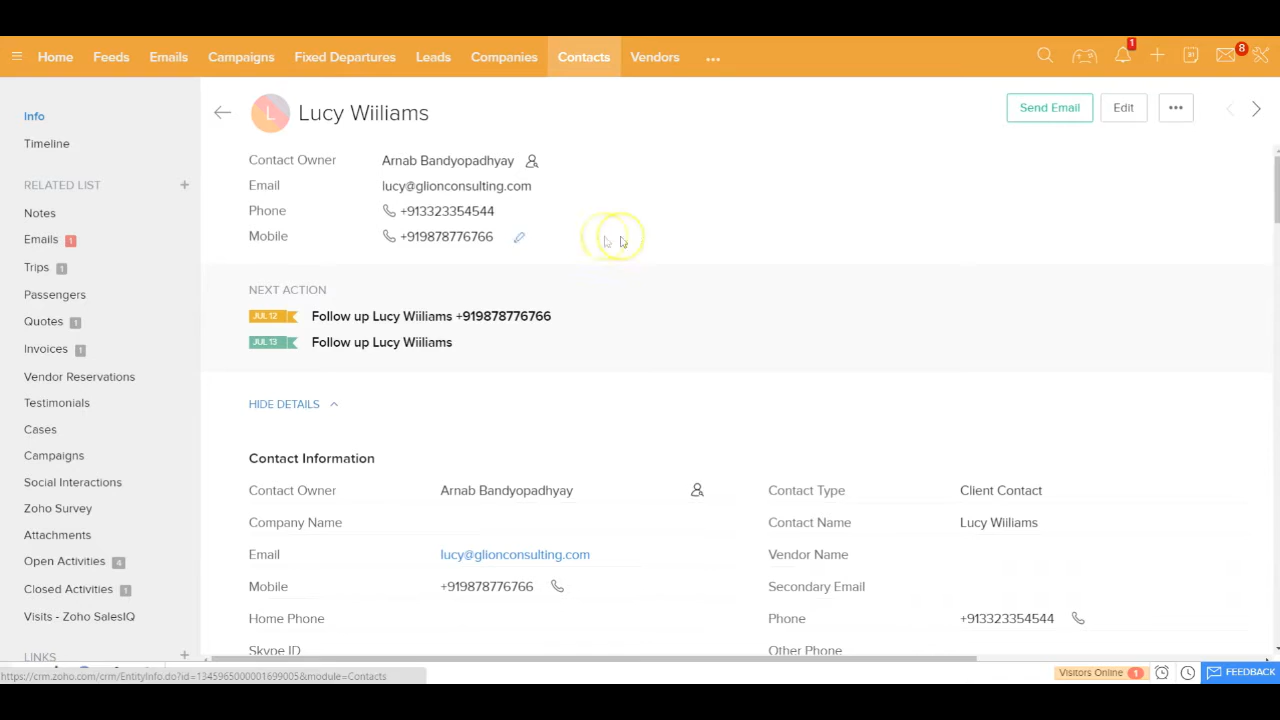 Home Feeds Emails Campaigns Fixed Departures Leads Companies Contacts Vendors ... 1 31 8
Info
Timeline
RELATED LIST +
Notes
Emails 1
Trips 1
Passengers
Quotes 1
Invoices 1
Vendor Reservations
Testimonials
Cases
Campaigns
Social Interactions
Zoho Survey
Attachments
Open Activities 4
Closed Activities 1
Visits - Zoho SalesIQ
LINKS +
L Lucy Wiiliams Send Email Edit •••
Contact Owner Arnab Bandyopadhyay
Email lucy@glionconsulting.com
Phone +913323354544
Mobile +919878776766
NEXT ACTION
JUL 12 Follow up Lucy Wiiliams +919878776766
JUL 13 Follow up Lucy Wiiliams
HIDE DETAILS
Contact Information
Contact Owner Arnab Bandyopadhyay Contact Type Client Contact
Company Name Contact Name Lucy Wiiliams
Email lucy@glionconsulting.com Vendor Name
Mobile +919878776766 Secondary Email
Home Phone Phone +913323354544
Skype ID Other Phone
https://crm.zoho.com/crm/EntityInfo.do?id=1345965000001699005&module=Contacts
Visitors Online 1 FEEDBACK